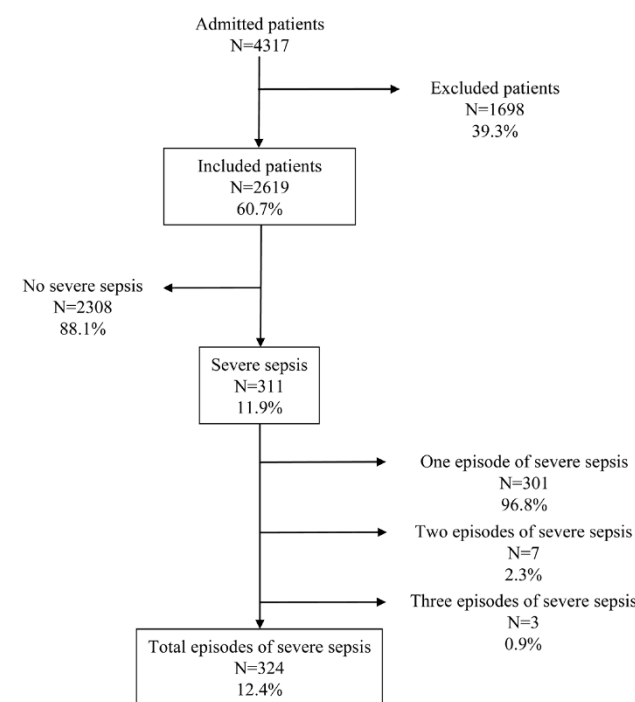 Admitted patients
N=4317
Excluded patients
N=1698
39.3%
Included patients
N=2619
60.7%
No severe sepsis
N=2308
88.1%
Severe sepsis
N=311
11.9%
One episode of severe sepsis
N=301
96.8%
Two episodes of severe sepsis
N=7
2.3%
Three episodes of severe sepsis
N=3
0.9%
Total episodes of severe sepsis
N=324
12.4%